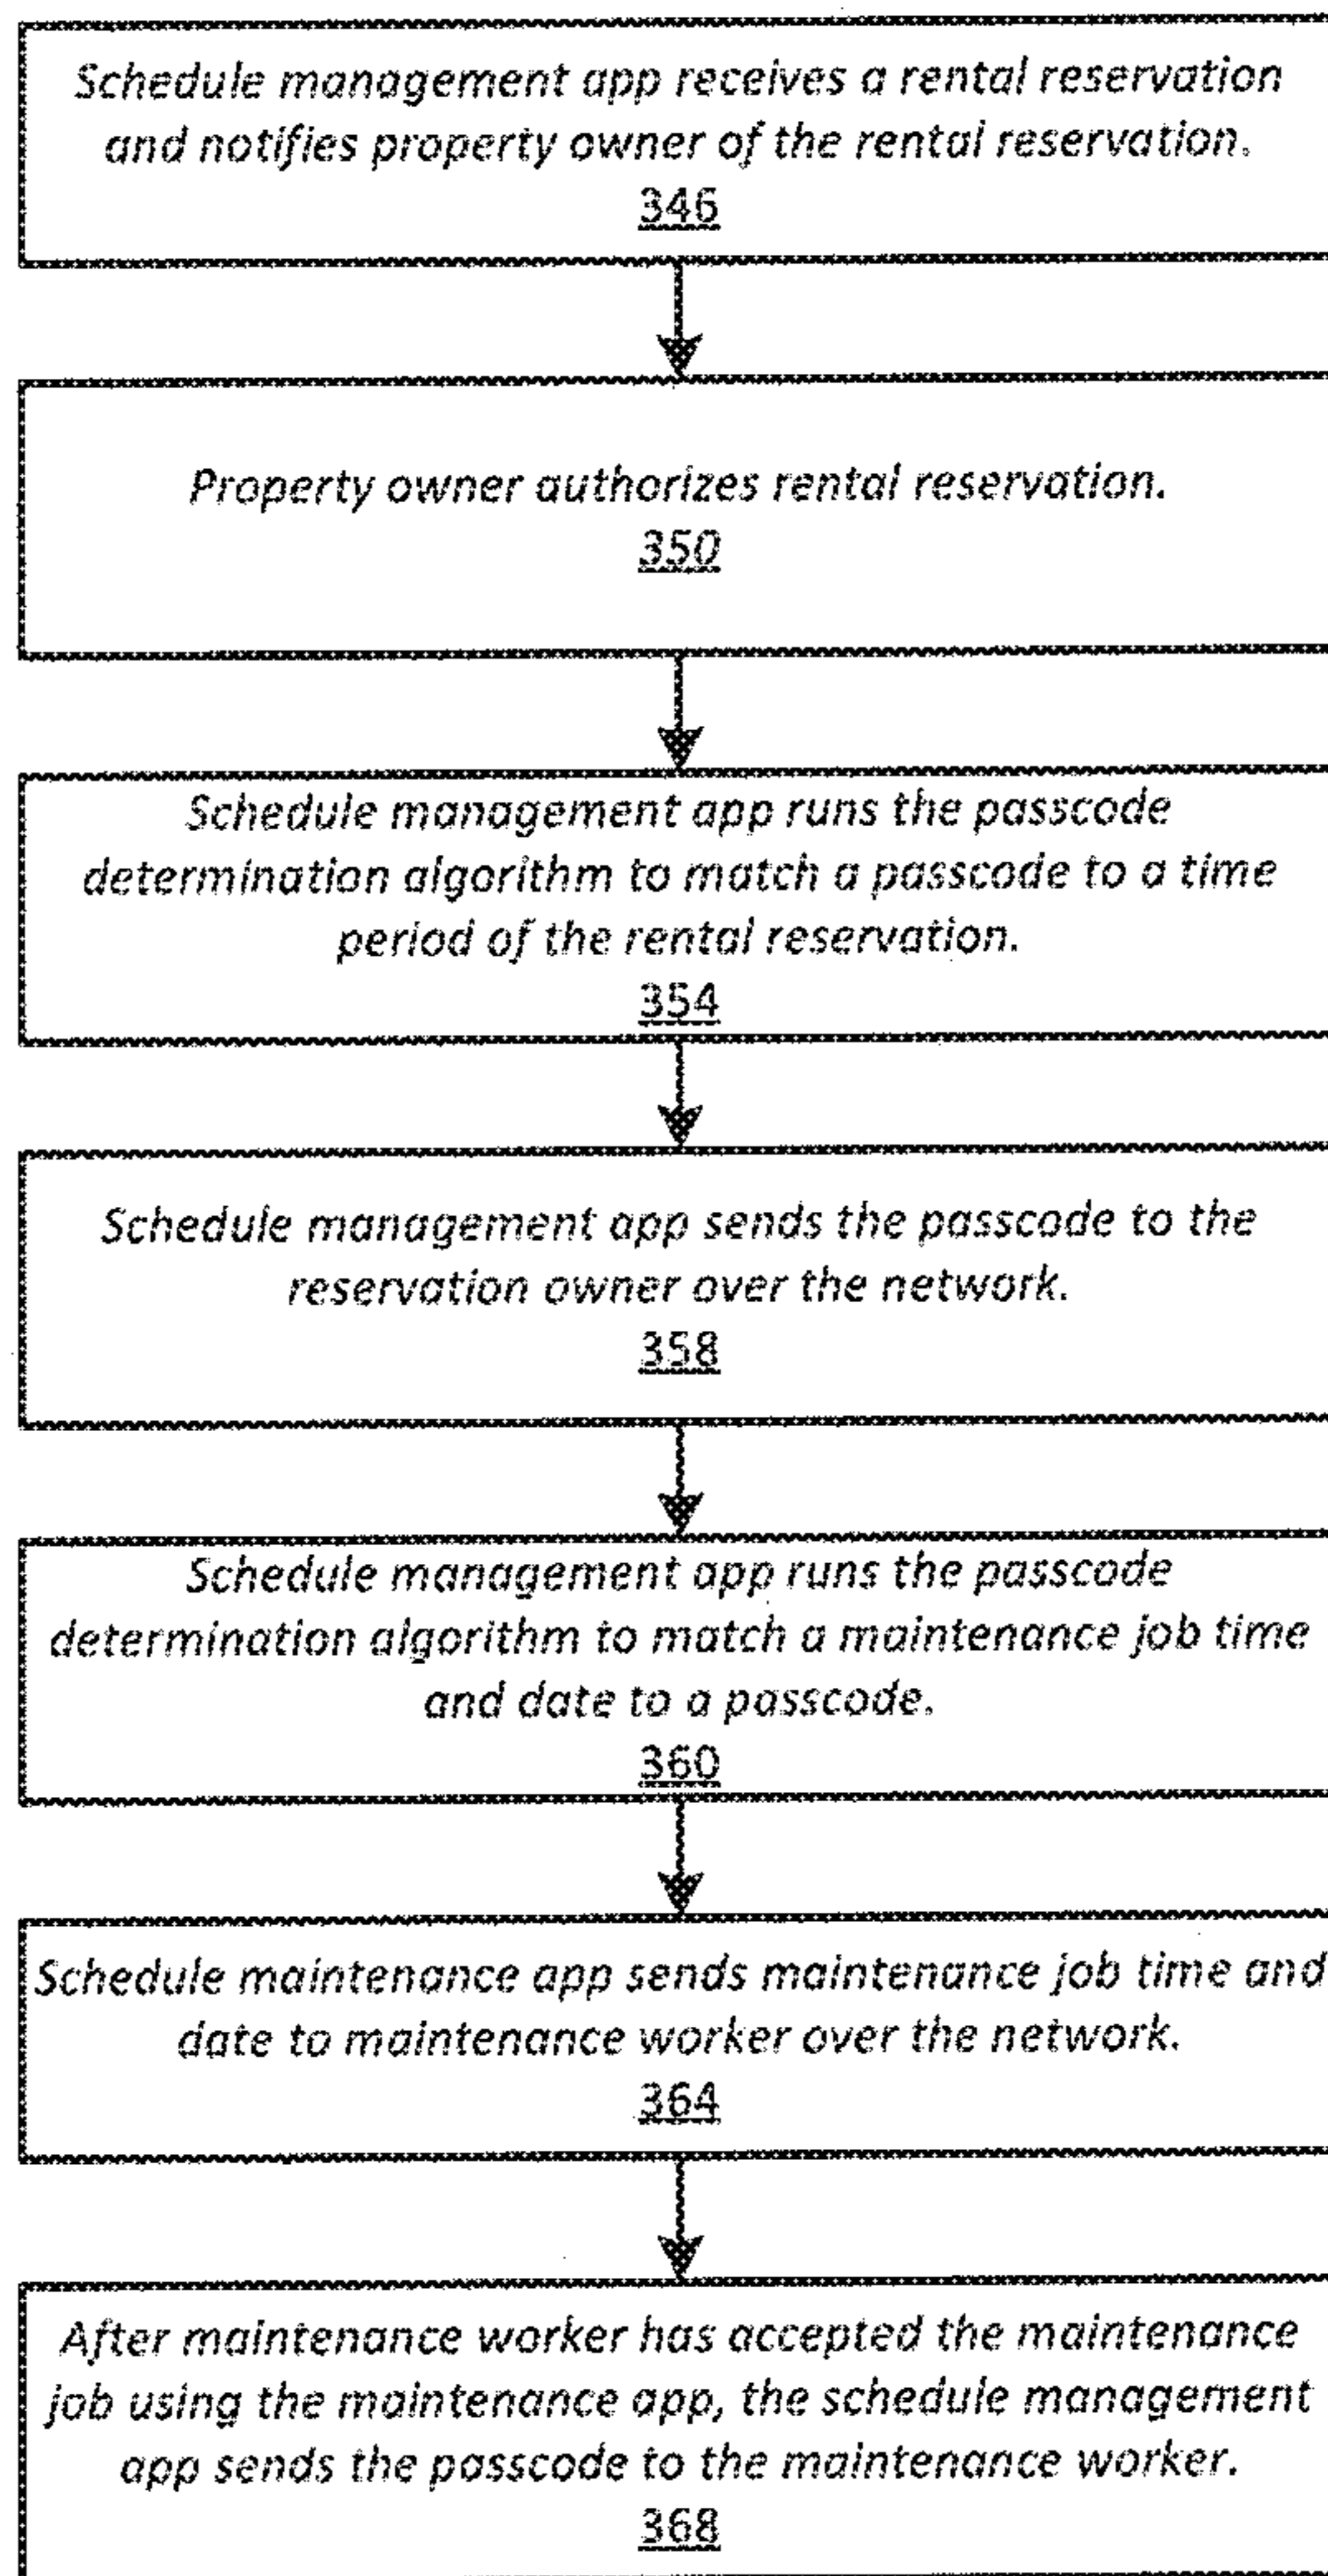 Schedule management app receives a rental reservation
and notifies property owner of the rental reservation.
346
Property owner authorizes rental reservation.
350
Schedule management app runs the passcode
determination algorithm to match a passcode to a time
period of the rental reservation.
354
Schedule management app sends the passcode to the
reservation owner over the network.
358
Schedule management app runs the passcode
determination algorithm to match a maintenance job time
and date to a passcode.
360
Schedule maintenance app sends maintenance job time and
date to maintenance worker over the network.
364
After maintenance worker has accepted the maintenance
job using the maintenance app, the schedule management
app sends the passcode to the maintenance worker.
368